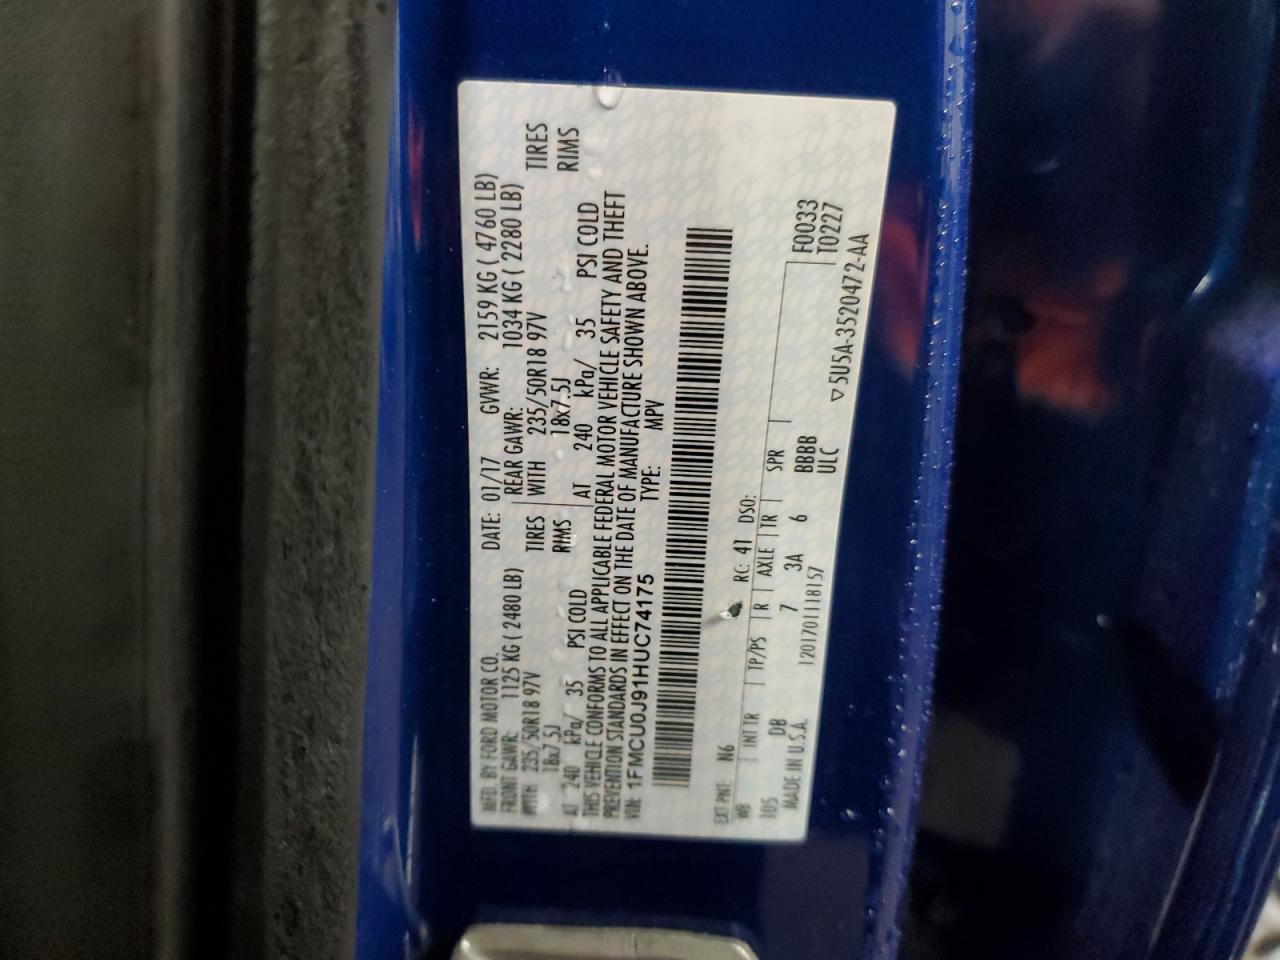 MFD. BY FORD MOTOR CO. DATE: 01/17 GVWR: 2159 KG ( 4760 LB)
FRONT GAWR: 1125 KG ( 2480 LB) REAR GAWR: 1034 KG ( 2280 LB)
WITH 235/50R18 97V TIRES WITH 235/50R18 97V TIRES
18x7.5J RIMS 18x7.5J RIMS
AT 240 kPa/ 35 PSI COLD AT 240 kPa/ 35 PSI COLD
THIS VEHICLE CONFORMS TO ALL APPLICABLE FEDERAL MOTOR VEHICLE SAFETY AND THEFT
PREVENTION STANDARDS IN EFFECT ON THE DATE OF MANUFACTURE SHOWN ABOVE.
VIN: 1FMCU0J91HUC74175 TYPE: MPV
EXT PNT: N6 RC: 41 DSO:
WB | INT TR | TP/PS | R | AXLE | TR | SPR |
105 DB 7 3A 6 BBBB F0033
MADE IN U.S.A. 120170118157 ULC T0227
▽5U5A-3520472-AA